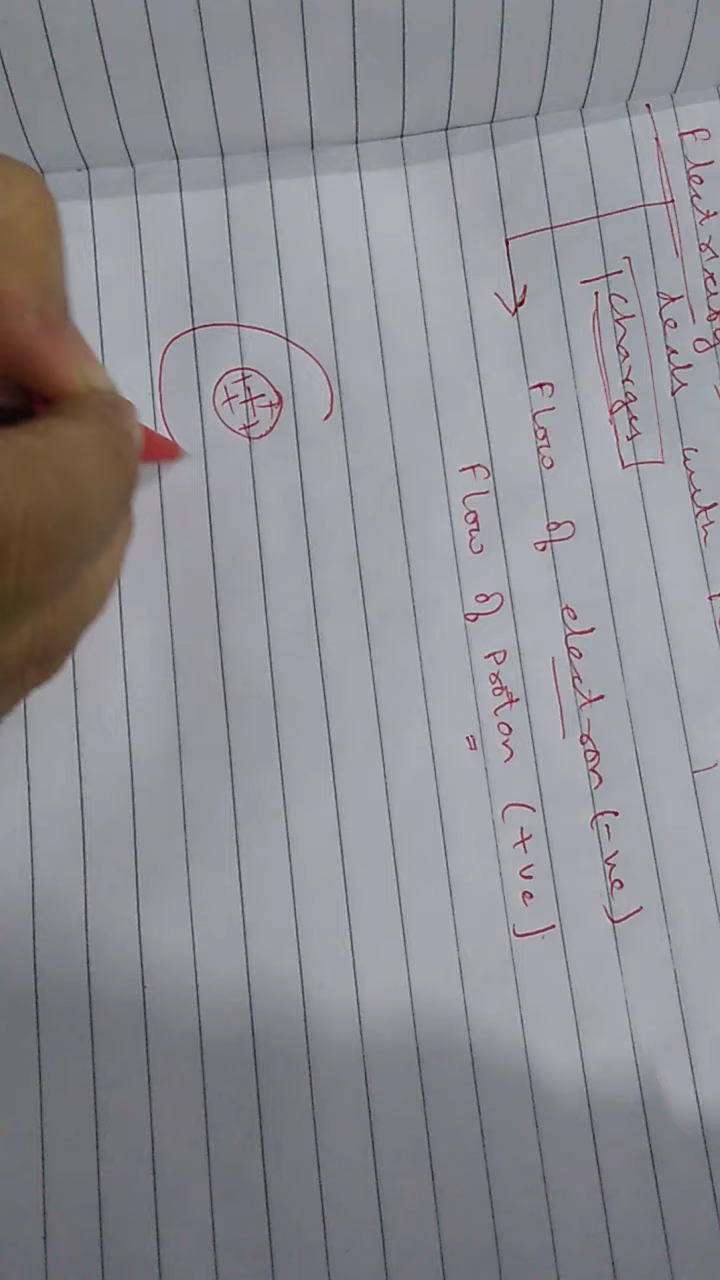 Electricity deals with
charges
flow of electron (-ve)
flow of Proton (+ve)
+ + + + + +